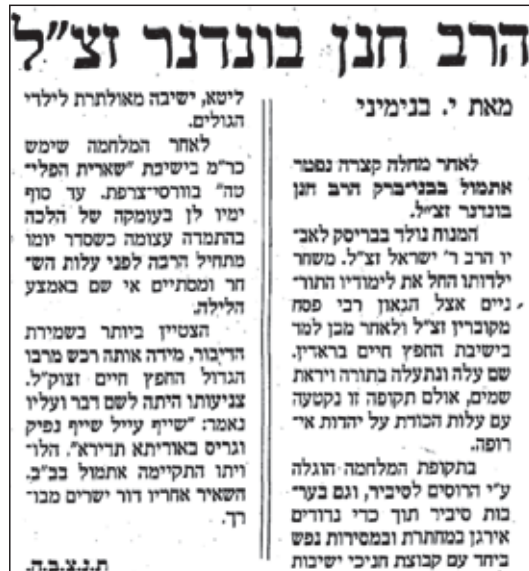 הרב חנן בונדנר זצ"ל
מאת י. בנימיני
לאחר מחלה קצרה נפטר
אתמול בבני־ברק הרב חנן
בונדנר זצ"ל.
המנוח נולד בבריסק לאב־
יו הרב ר' ישראל זצ"ל. משחר
ילדותו החל את לימודיו התור־
ניים אצל הגאון רבי פסח
מקוברין זצ"ל ולאחר מכן למד
בישיבת החפץ חיים בראדין.
שם עלה ונתעלה בתורה ויראת
שמים, אולם תקופה זו נקטעה
עם עלות הכורת על יהדות אי־
רופה.
בתקופת המלחמה הוגלה
ע"י הרוסים לסיביר, וגם בער־
בות סיביר תוך כדי נדודים
אירגן במחתרת ובמסירות נפש
ביחד עם קבוצת חניכי ישיבות
ליטא, ישיבה מאולתרת לילדי
הגולים.
לאחר המלחמה שימש
כר"מ בישיבת "שארית הפלי־
טה" בוורסי־צרפת. עד סוף
ימיו לן בעומקה של הלכה
בהתמדה עצומה כשסדר יומו
מתחיל הרבה לפני עלות הש־
חר ומסתיים אי שם באמצע
הלילה.
הצטיין ביותר בשמירת
הדיבור, מידה אותה רכש מרבו
הגדול החפץ חיים זצוק"ל.
צניעותו היתה לשם דבר ועליו
נאמר: "שייף עייל שייף נפיק
וגריס באוריתא תדירא". הלו־
ויתו התקיימה אתמול בב"ב.
השאיר אחריו דור ישרים מבו־
רך.
ת.נ.צ.ב.ה.